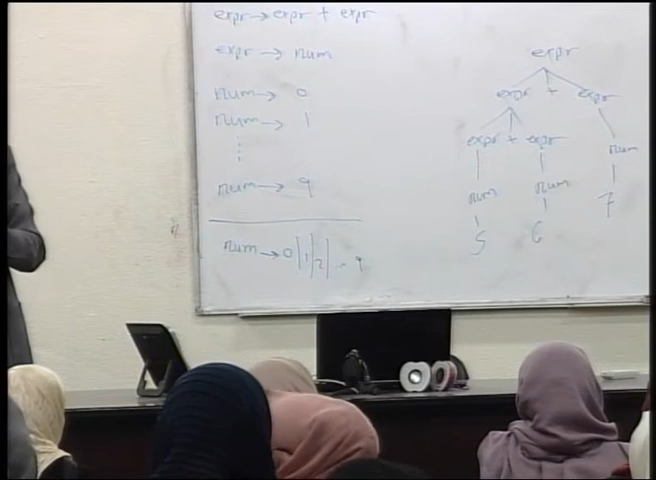 expr → expr + expr
expr → num
num → 0
num → 1
num → 9
num → 0 | 1 | 2 | ... 9
expr
expr + expr
expr + expr num
num num 7
5 6